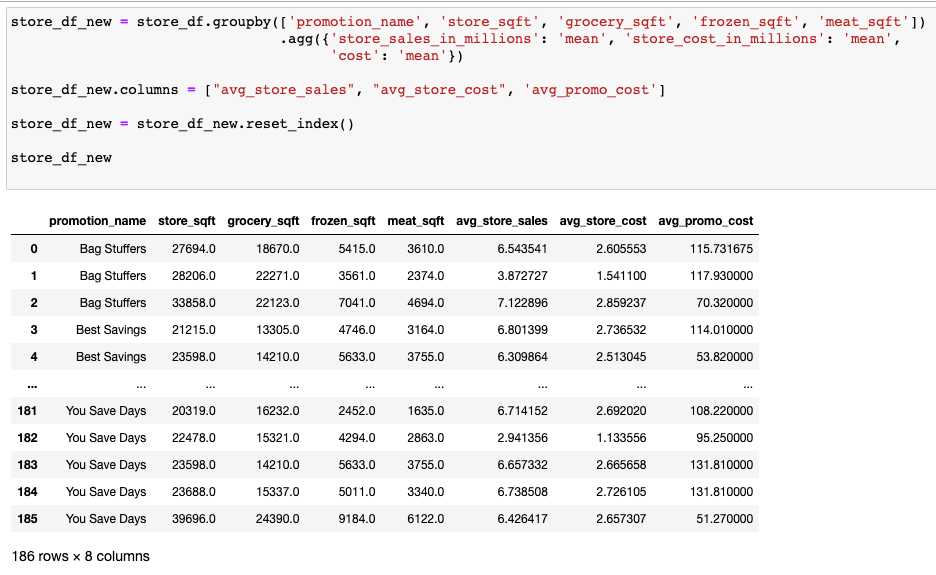 store_df_new = store_df.groupby(['promotion_name', 'store_sqft', 'grocery_sqft', 'frozen_sqft', 'meat_sqft'])
.agg({'store_sales_in_millions': 'mean', 'store_cost_in_millions': 'mean',
'cost': 'mean'})
store_df_new.columns = ["avg_store_sales", "avg_store_cost", 'avg_promo_cost']
store_df_new = store_df_new.reset_index()
store_df_new
promotion_name store_sqft grocery_sqft frozen_sqft meat_sqft avg_store_sales avg_store_cost avg_promo_cost
0 Bag Stuffers 27694.0 18670.0 5415.0 3610.0 6.543541 2.605553 115.731675
1 Bag Stuffers 28206.0 22271.0 3561.0 2374.0 3.872727 1.541100 117.930000
2 Bag Stuffers 33858.0 22123.0 7041.0 4694.0 7.122896 2.859237 70.320000
3 Best Savings 21215.0 13305.0 4746.0 3164.0 6.801399 2.736532 114.010000
4 Best Savings 23598.0 14210.0 5633.0 3755.0 6.309864 2.513045 53.820000
... ... ... ... ... ... ... ... ...
181 You Save Days 20319.0 16232.0 2452.0 1635.0 6.714152 2.692020 108.220000
182 You Save Days 22478.0 15321.0 4294.0 2863.0 2.941356 1.133556 95.250000
183 You Save Days 23598.0 14210.0 5633.0 3755.0 6.657332 2.665658 131.810000
184 You Save Days 23688.0 15337.0 5011.0 3340.0 6.738508 2.726105 131.810000
185 You Save Days 39696.0 24390.0 9184.0 6122.0 6.426417 2.657307 51.270000
186 rows × 8 columns